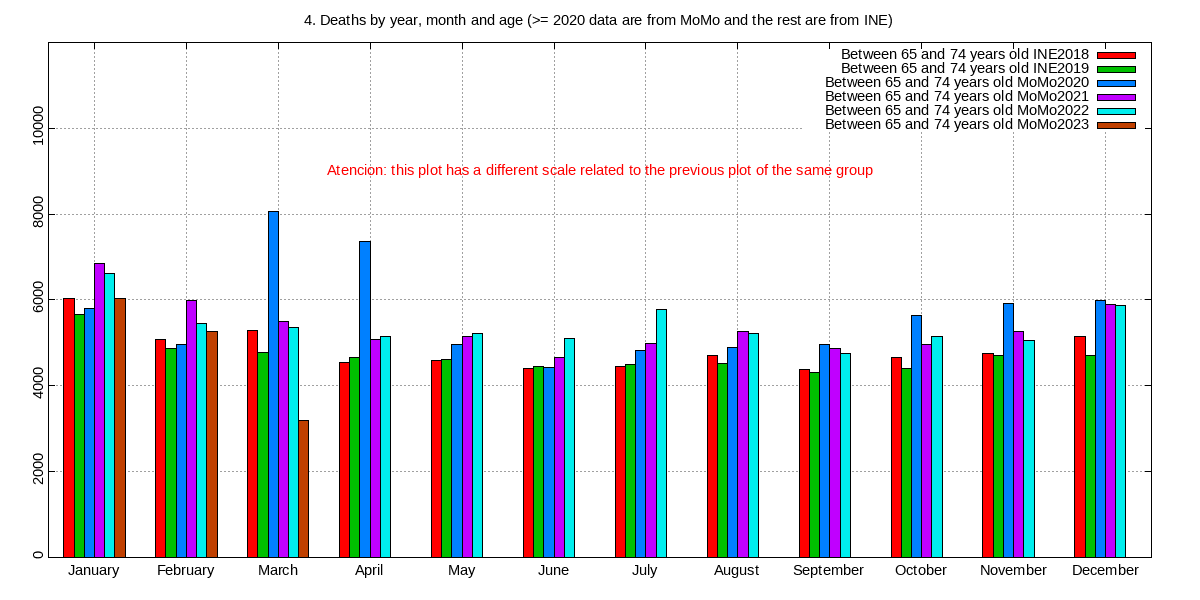 4. Deaths by year, month and age (>= 2020 data are from MoMo and the rest are from INE)
Between 65 and 74 years old INE2018
Between 65 and 74 years old INE2019
Between 65 and 74 years old MoMo2020
Between 65 and 74 years old MoMo2021
Between 65 and 74 years old MoMo2022
Between 65 and 74 years old MoMo2023
Atencion: this plot has a different scale related to the previous plot of the same group
10000
8000
6000
4000
2000
0
January February March April May June July August September October November December